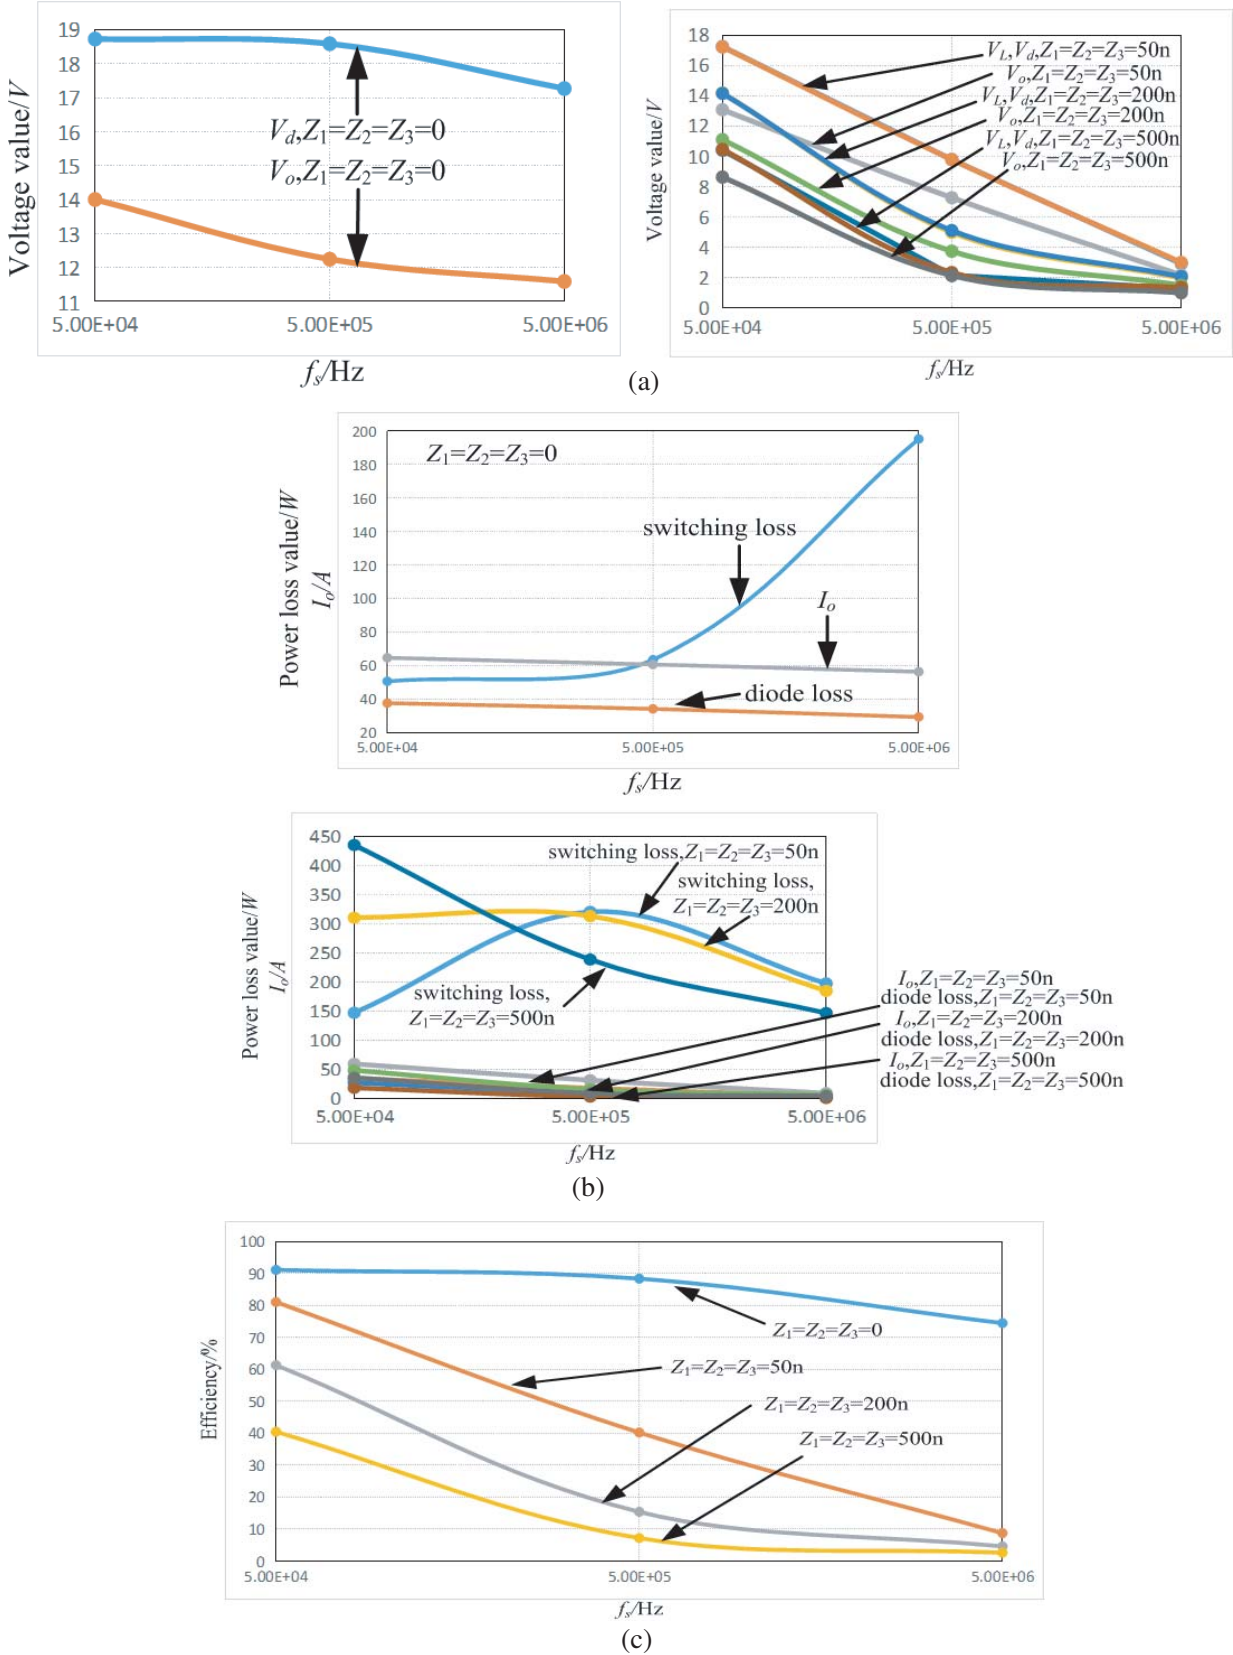 19
18
17
16
15
14
13
12
11
Voltage value/V
Vd,Z1=Z2=Z3=0
Vo,Z1=Z2=Z3=0
5.00E+04
5.00E+05
5.00E+06
fs/Hz
18
16
14
12
10
8
6
4
2
0
Voltage value/V
VL,Vd,Z1=Z2=Z3=50n
Vo,Z1=Z2=Z3=50n
VL,Vd,Z1=Z2=Z3=200n
Vo,Z1=Z2=Z3=200n
VL,Vd,Z1=Z2=Z3=500n
Vo,Z1=Z2=Z3=500n
5.00E+04
5.00E+05
5.00E+06
fs/Hz
(a)
200
180
160
140
120
100
80
60
40
20
Power loss value/W
Io/A
Z1=Z2=Z3=0
switching loss
Io
diode loss
5.00E+04
5.00E+05
5.00E+06
fs/Hz
450
400
350
300
250
200
150
100
50
0
Power loss value/W
Io/A
switching loss,Z1=Z2=Z3=50n
switching loss,
Z1=Z2=Z3=200n
switching loss,
Z1=Z2=Z3=500n
Io,Z1=Z2=Z3=50n
diode loss,Z1=Z2=Z3=50n
Io,Z1=Z2=Z3=200n
diode loss,Z1=Z2=Z3=200n
Io,Z1=Z2=Z3=500n
diode loss,Z1=Z2=Z3=500n
5.00E+04
5.00E+05
5.00E+06
fs/Hz
(b)
100
90
80
70
60
50
40
30
20
10
0
Efficiency/%
Z1=Z2=Z3=0
Z1=Z2=Z3=50n
Z1=Z2=Z3=200n
Z1=Z2=Z3=500n
5.00E+04
5.00E+05
5.00E+06
fs/Hz
(c)